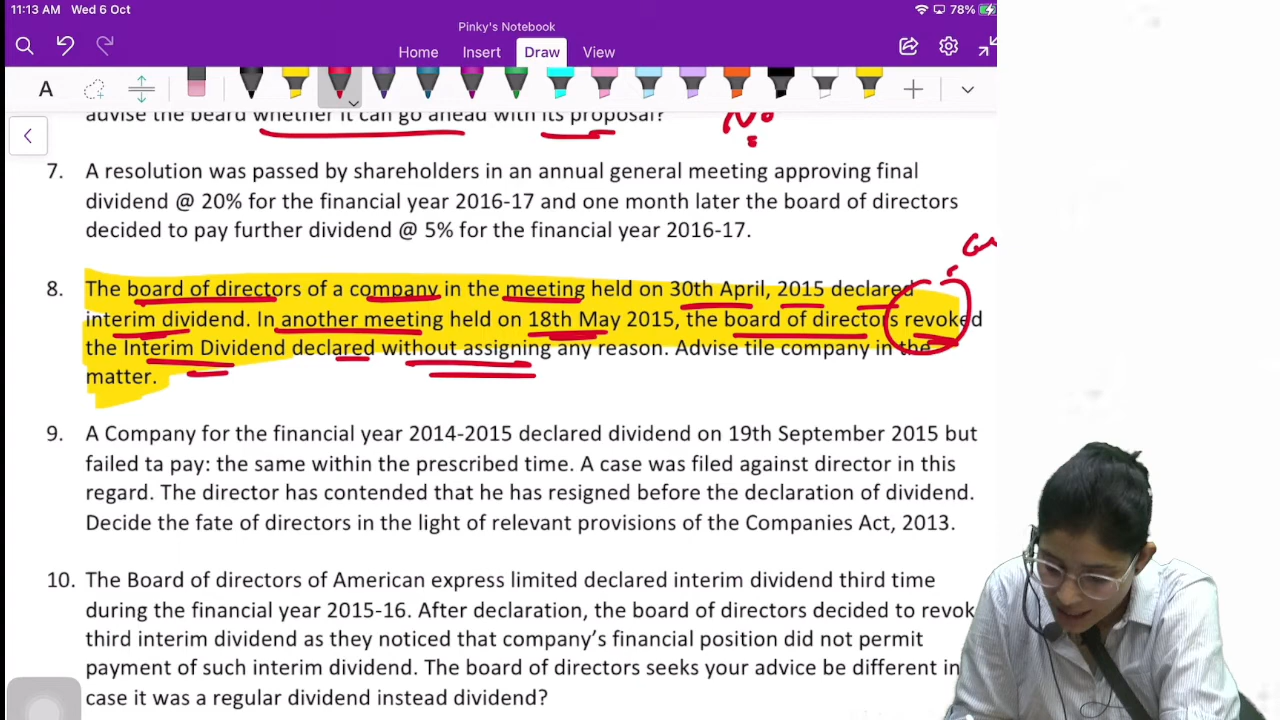 11:13 AM Wed 6 Oct
78%
Pinky's Notebook
Home Insert Draw View
A
advise the board whether it can go ahead with its proposal? No
7. A resolution was passed by shareholders in an annual general meeting approving final
dividend @ 20% for the financial year 2016-17 and one month later the board of directors
decided to pay further dividend @ 5% for the financial year 2016-17.
8. The board of directors of a company in the meeting held on 30th April, 2015 declared
interim dividend. In another meeting held on 18th May 2015, the board of directors revoked
the Interim Dividend declared without assigning any reason. Advise tile company in the
matter.
9. A Company for the financial year 2014-2015 declared dividend on 19th September 2015 but
failed ta pay: the same within the prescribed time. A case was filed against director in this
regard. The director has contended that he has resigned before the declaration of dividend.
Decide the fate of directors in the light of relevant provisions of the Companies Act, 2013.
10. The Board of directors of American express limited declared interim dividend third time
during the financial year 2015-16. After declaration, the board of directors decided to revok
third interim dividend as they noticed that company's financial position did not permit
payment of such interim dividend. The board of directors seeks your advice be different in
case it was a regular dividend instead dividend?